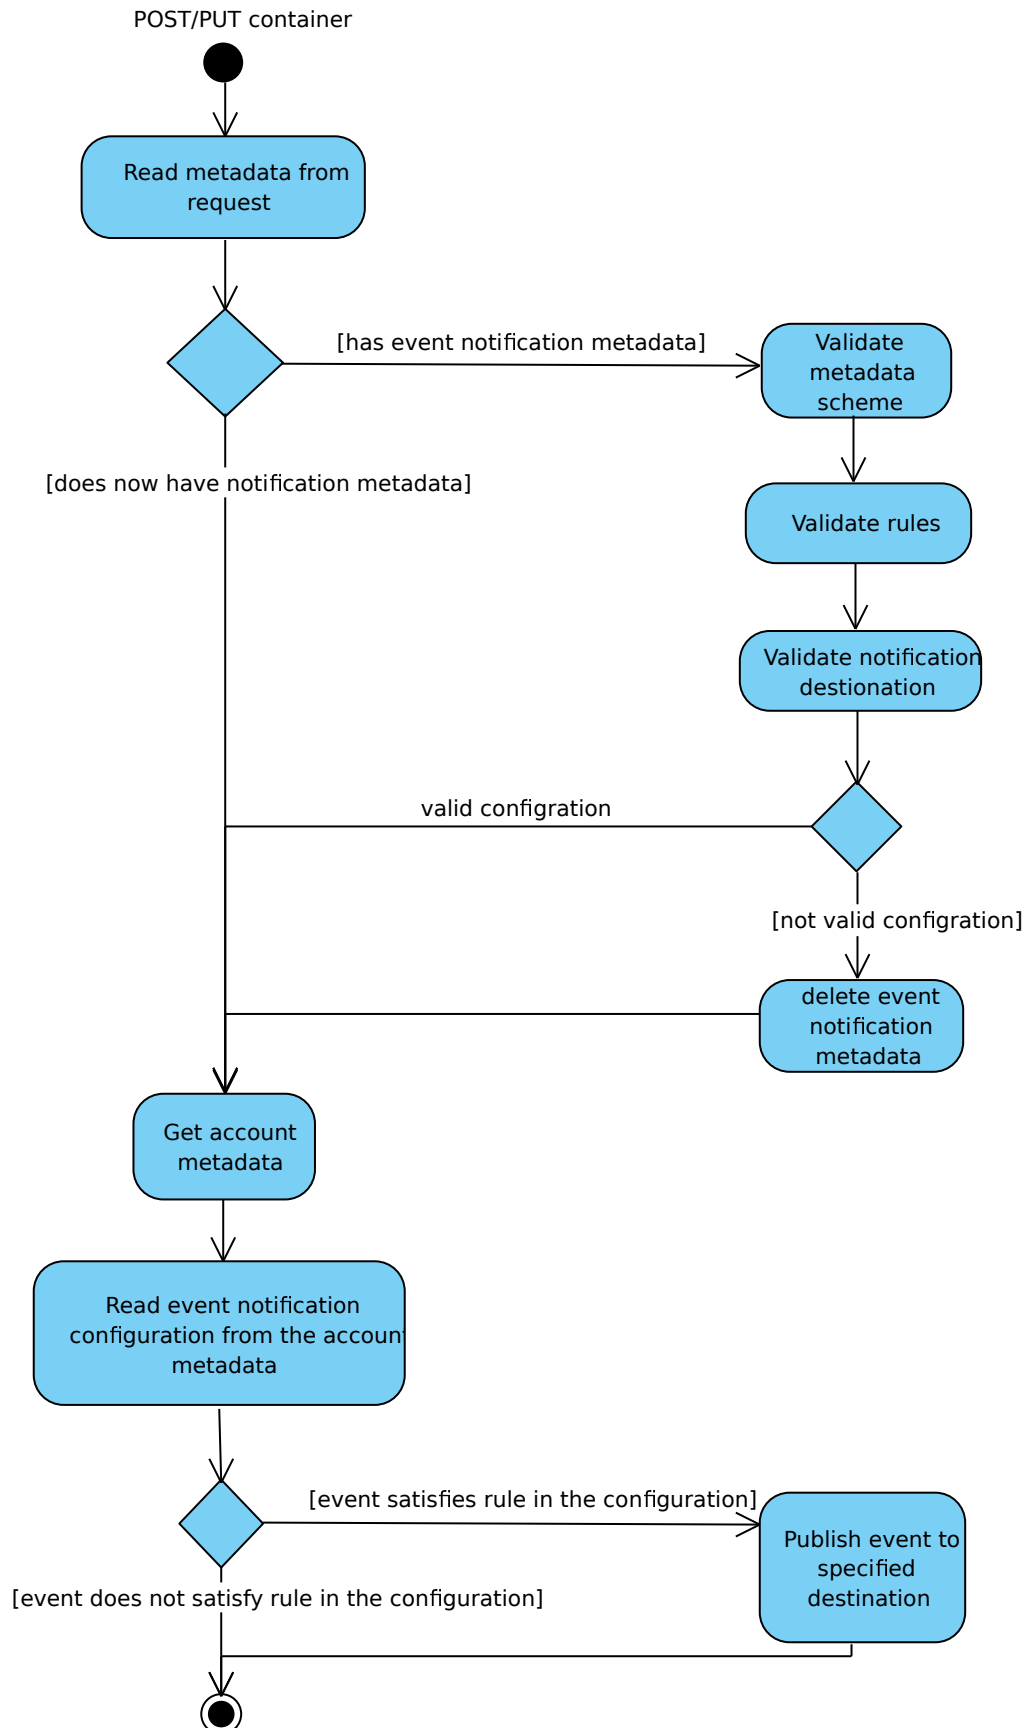 POST/PUT container
Read metadata from
request
[has event notification metadata]
Validate
metadata
scheme
[does now have notification metadata]
Validate rules
Validate notification
destionation
valid configration
[not valid configration]
delete event
notification
metadata
Get account
metadata
Read event notification
configuration from the account
metadata
[event satisfies rule in the configuration]
Publish event to
specified
destination
[event does not satisfy rule in the configuration]